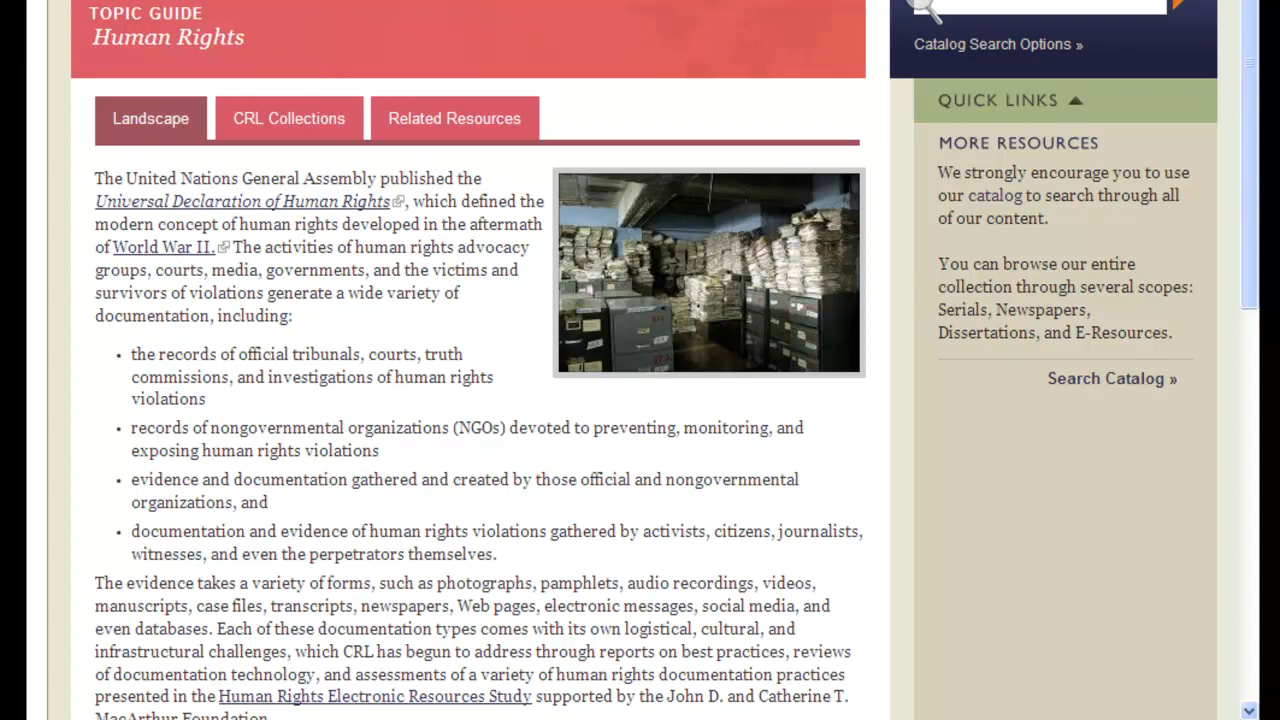 TOPIC GUIDE
Human Rights
Catalog Search Options »
Landscape
CRL Collections
Related Resources
The United Nations General Assembly published the
Universal Declaration of Human Rights, which defined the
modern concept of human rights developed in the aftermath
of World War II. The activities of human rights advocacy
groups, courts, media, governments, and the victims and
survivors of violations generate a wide variety of
documentation, including:
• the records of official tribunals, courts, truth
commissions, and investigations of human rights
violations
• records of nongovernmental organizations (NGOs) devoted to preventing, monitoring, and
exposing human rights violations
• evidence and documentation gathered and created by those official and nongovernmental
organizations, and
• documentation and evidence of human rights violations gathered by activists, citizens, journalists,
witnesses, and even the perpetrators themselves.
The evidence takes a variety of forms, such as photographs, pamphlets, audio recordings, videos,
manuscripts, case files, transcripts, newspapers, Web pages, electronic messages, social media, and
even databases. Each of these documentation types comes with its own logistical, cultural, and
infrastructural challenges, which CRL has begun to address through reports on best practices, reviews
of documentation technology, and assessments of a variety of human rights documentation practices
presented in the Human Rights Electronic Resources Study supported by the John D. and Catherine T.
MacArthur Foundation.
QUICK LINKS
MORE RESOURCES
We strongly encourage you to use
our catalog to search through all
of our content.
You can browse our entire
collection through several scopes:
Serials, Newspapers,
Dissertations, and E-Resources.
Search Catalog »